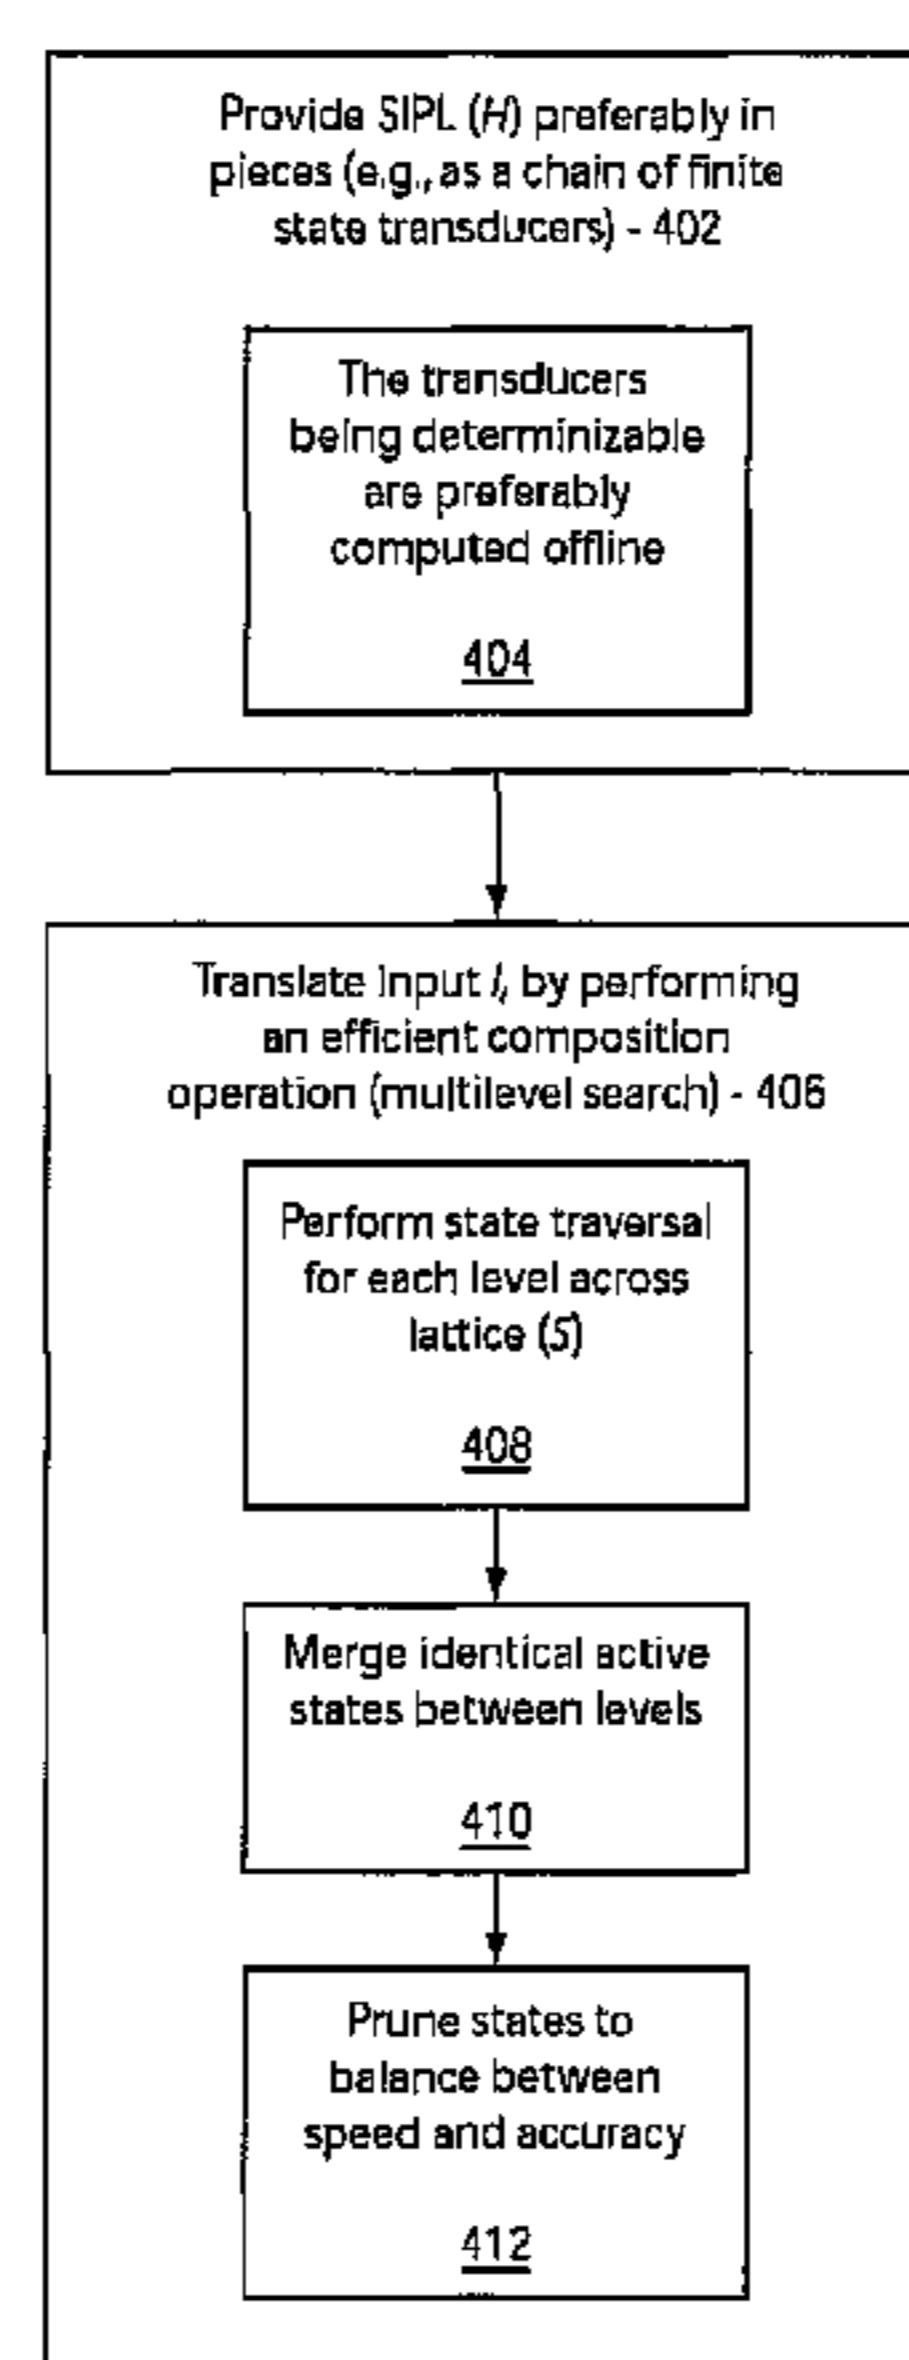 Provide SIPL (H) preferably in
pieces (e.g., as a chain of finite
state transducers) - 402
The transducers
being determinizable
are preferably
computed offline
404
Translate Input I, by performing
an efficient composition
operation (multilevel search) - 406
Perform state traversal
for each level across
lattice (S)
408
Merge identical active
states between levels
410
Prune states to
balance between
speed and accuracy
412